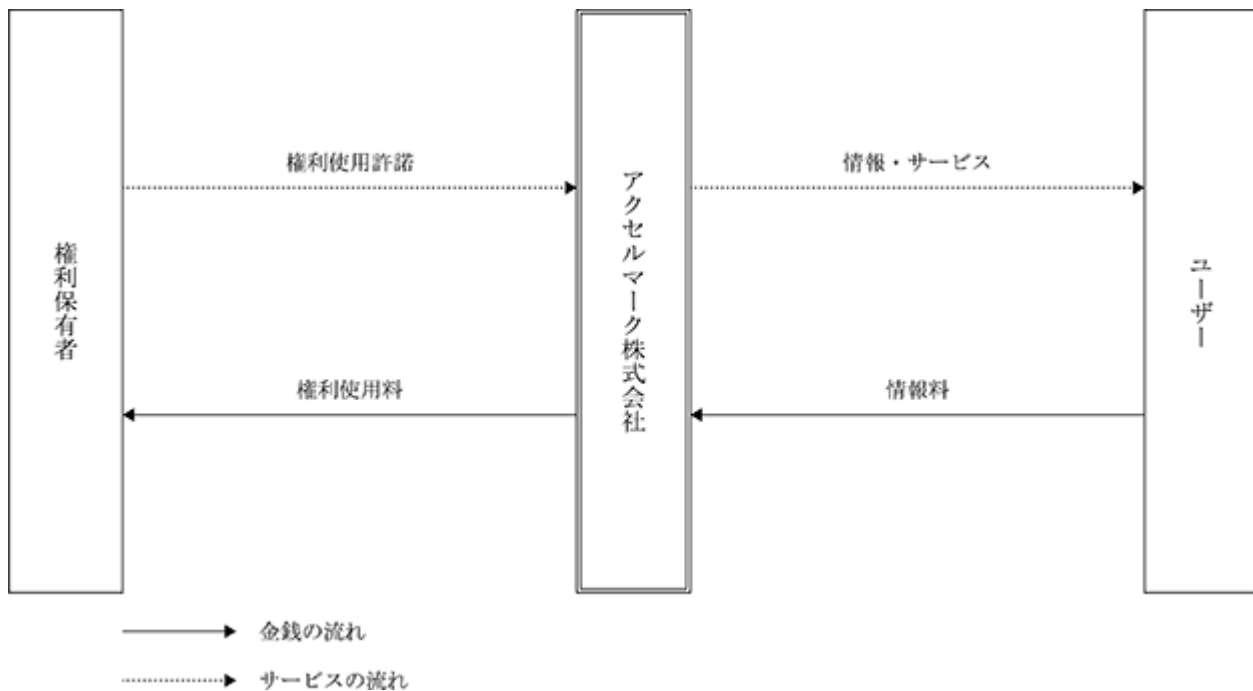 権利保有者
権利使用許諾
権利使用料
アクセルマーク株式会社
情報・サービス
情報料
ユーザー
金銭の流れ
サービスの流れ